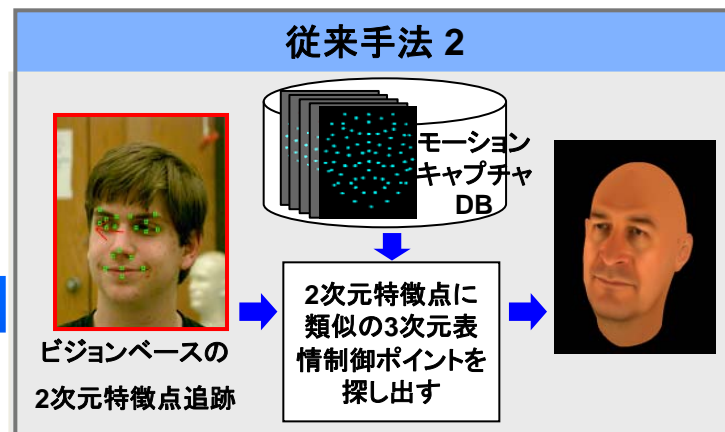 従来手法 2
モーション
キャプチャ
DB
2次元特徴点に
類似の3次元表
情制御ポイントを
探し出す
ビジョンベースの
2次元特徴点追跡